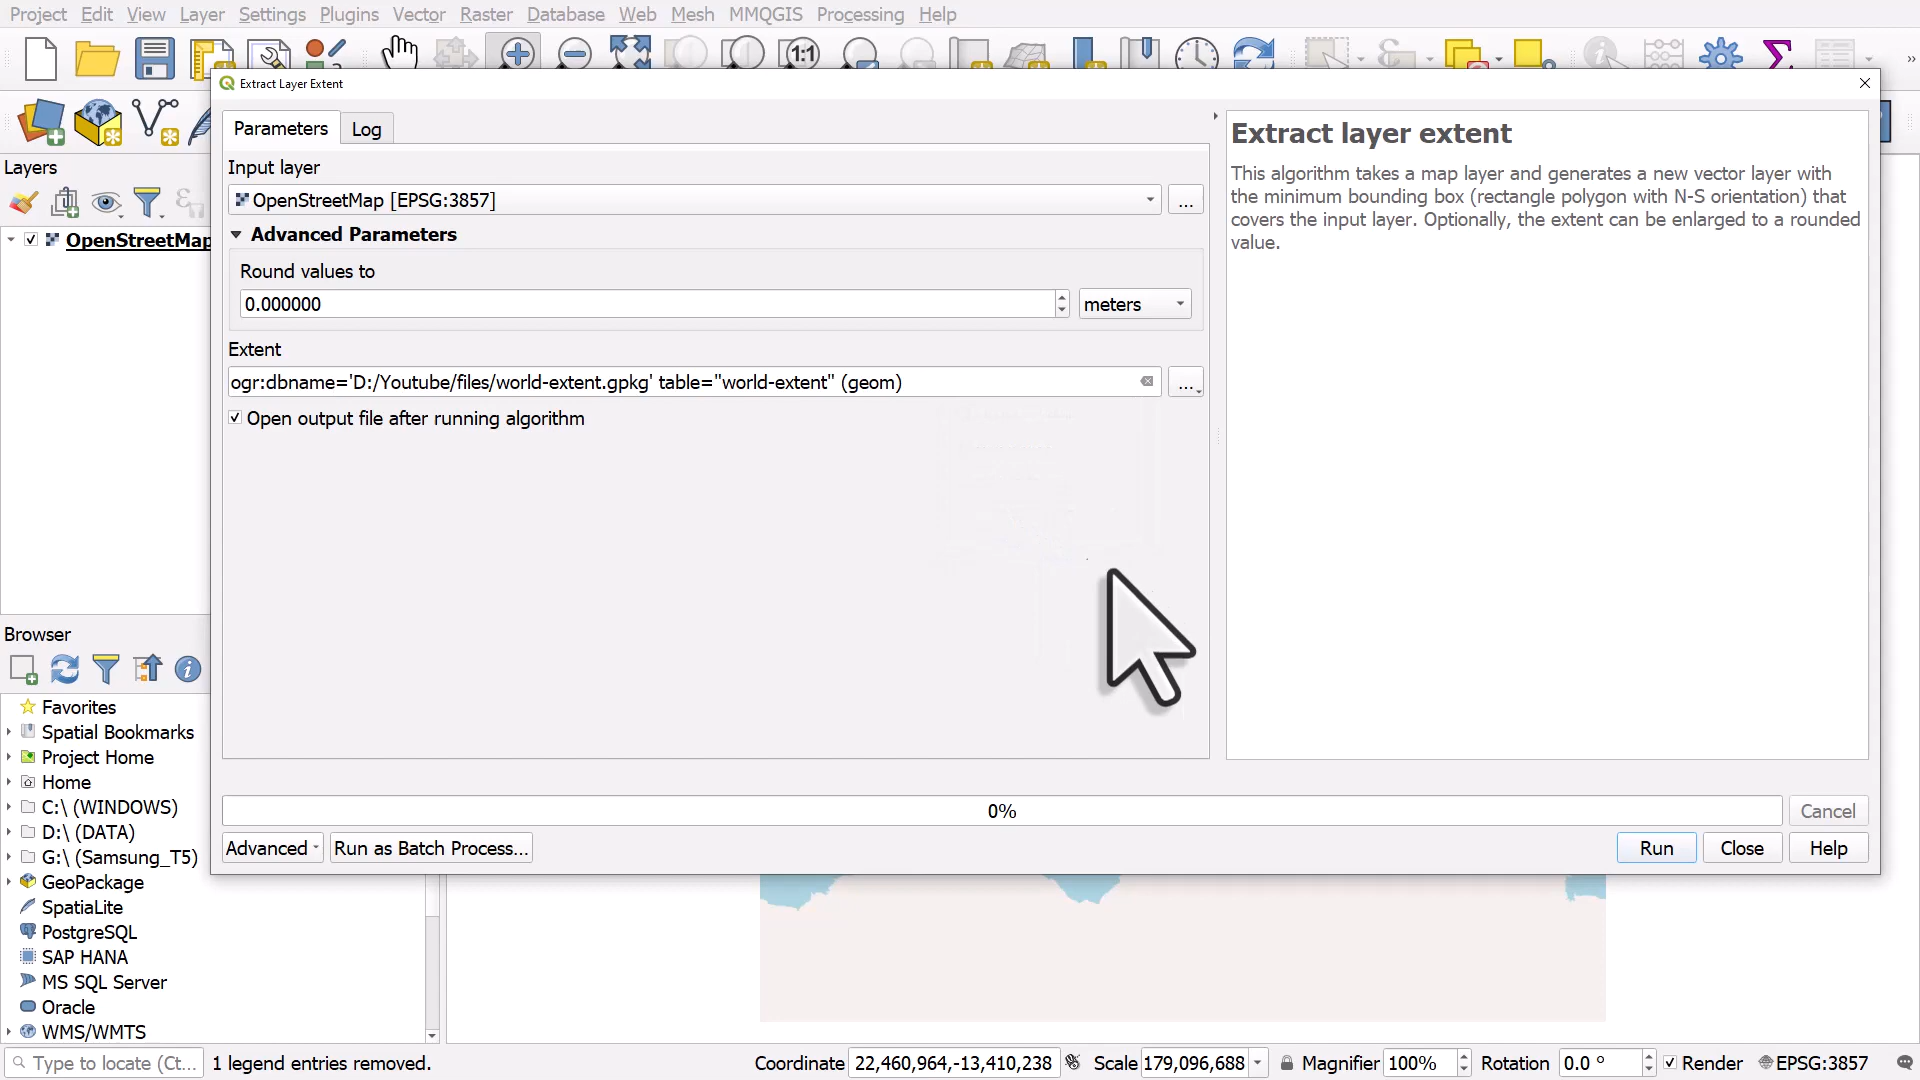 Project Edit View Layer Settings Plugins Vector Raster Database Web Mesh MMQGIS Processing Help
1:1
»
Extract Layer Extent
Parameters
Log
Input layer
OpenStreetMap [EPSG:3857]
...
Advanced Parameters
Round values to
0.000000
meters
Extent
ogr:dbname='D:/Youtube/files/world-extent.gpkg' table="world-extent" (geom)
...
Open output file after running algorithm
Extract layer extent
This algorithm takes a map layer and generates a new vector layer with
the minimum bounding box (rectangle polygon with N-S orientation) that
covers the input layer. Optionally, the extent can be enlarged to a rounded
value.
0%
Cancel
Advanced
Run as Batch Process...
Run
Close
Help
Layers
OpenStreetMap
Browser
Favorites
Spatial Bookmarks
Project Home
Home
C:\ (WINDOWS)
D:\ (DATA)
G:\ (Samsung_T5)
GeoPackage
SpatiaLite
PostgreSQL
SAP HANA
MS SQL Server
Oracle
WMS/WMTS
Type to locate (Ct...
1 legend entries removed.
Coordinate 22,460,964,-13,410,238
Scale 179,096,688
Magnifier 100%
Rotation 0.0 °
Render
EPSG:3857